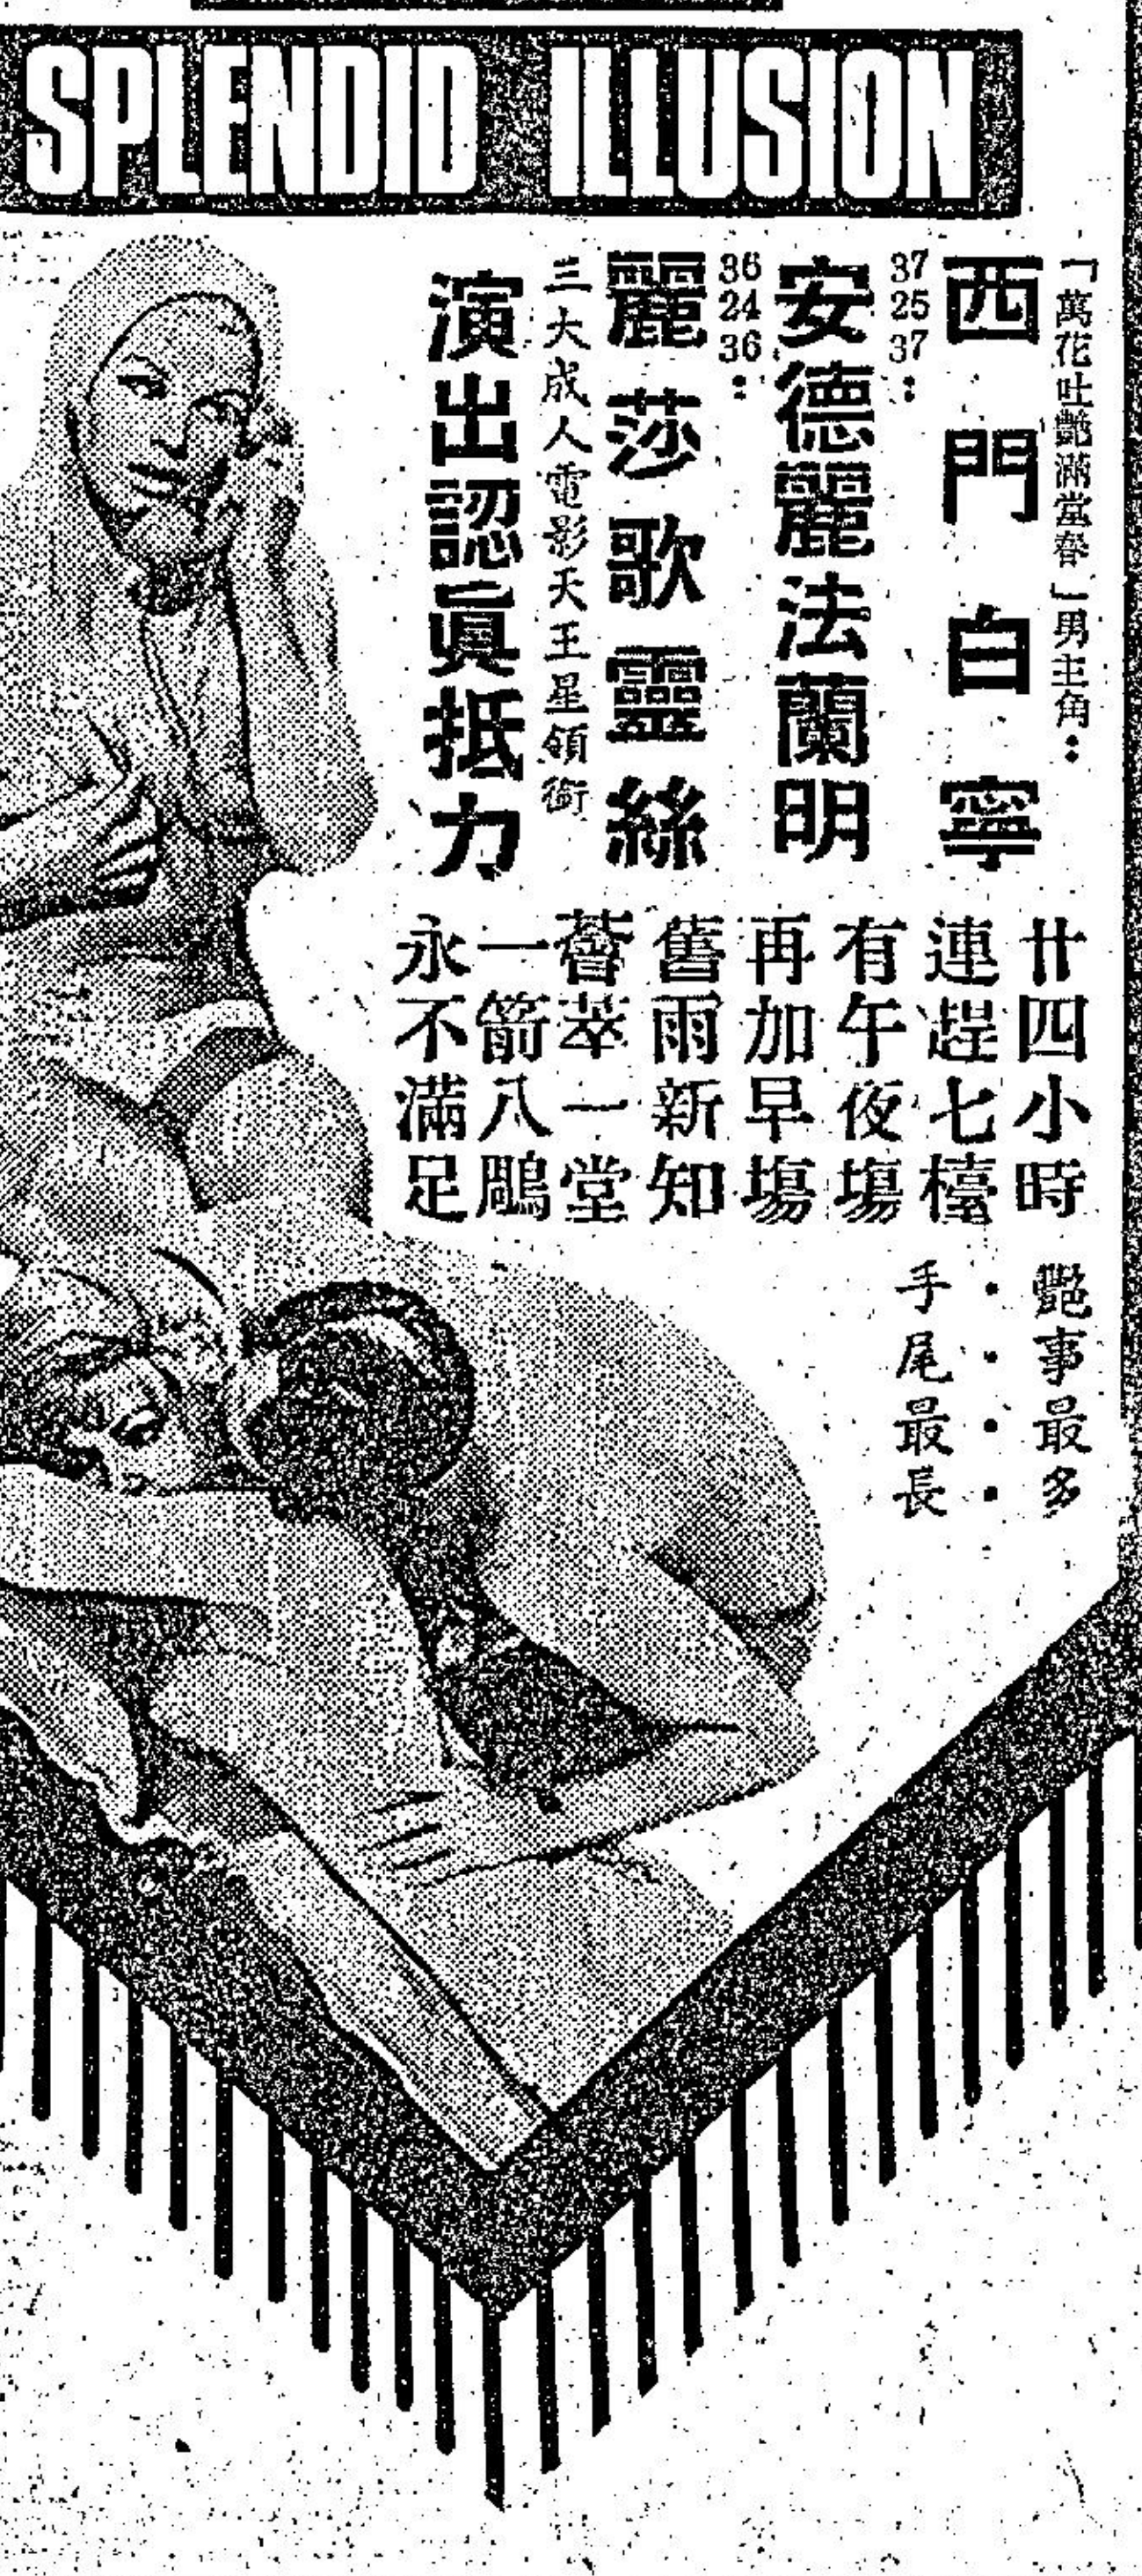 SPLENDID ILLUSION
「萬花吐艷滿堂春」男主角：
西門白寧
37 25 37：
安德麗法蘭明
36 24 36：
麗莎歌靈絲
三大成人電影天王星領銜
演出認眞抵力
廿四小時
連趕七檯
有午夜場
再加早場
舊雨新知
薈萃一堂
一箭八鵰
永不滿足
艷事最多
····
手尾最長